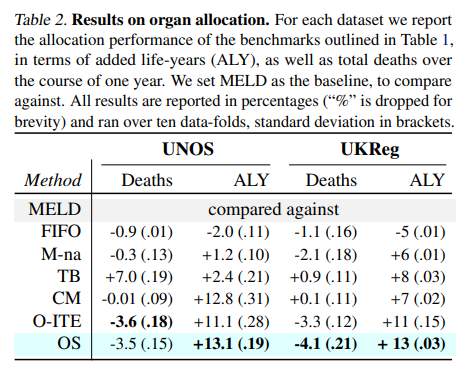 Table 2. Results on organ allocation. For each dataset we report
the allocation performance of the benchmarks outlined in Table 1,
in terms of added life-years (ALY), as well as total deaths over
the course of one year. We set MELD as the baseline, to compare
against. All results are reported in percentages (“%” is dropped for
brevity) and ran over ten data-folds, standard deviation in brackets.
UNOS UKReg
Method Deaths ALY Deaths ALY
MELD compared against
FIFO -0.9 (.01) -2.0 (.11) -1.1 (.16) -5 (.01)
M-na -0.3 (.13) +1.2 (.10) -2.1 (.18) +6 (.01)
TB +7.0 (.19) +2.4 (.21) +0.9 (.11) +8 (.03)
CM -0.01 (.09) +12.8 (.31) +0.1 (.11) +7 (.02)
O-ITE -3.6 (.18) +11.1 (.28) -3.3 (.12) +11 (.15)
OS -3.5 (.15) +13.1 (.19) -4.1 (.21) + 13 (.03)